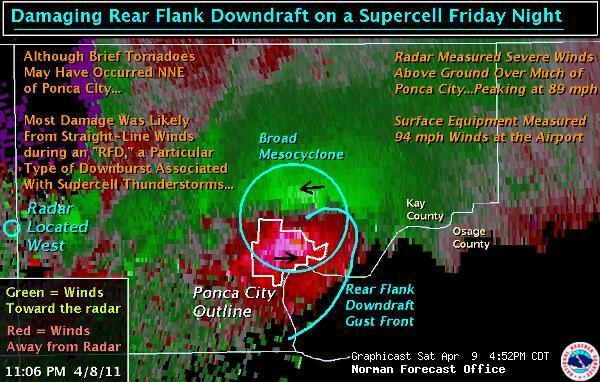 Damaging Rear Flank Downdraft on a Supercell Friday Night
Although Brief Tornadoes
May Have Occurred NNE
of Ponca City...
Radar Measured Severe Winds
Above Ground Over Much of
Ponca City...Peaking at 89 mph
Most Damage Was Likely
From Straight-Line Winds
during an "RFD," a Particular
Type of Downburst Associated
With Supercell Thunderstorms...
Surface Equipment Measured
94 mph Winds at the Airport
Broad
Mesocyclone
Radar
Located
West
Kay
County
Osage
County
Ponca City
Outline
Rear Flank
Downdraft
Gust Front
Green = Winds
Toward the radar
Red = Winds
Away from Radar
11:06 PM 4/8/11
Graphicast Sat Apr 9 4:52PM CDT
Norman Forecast Office